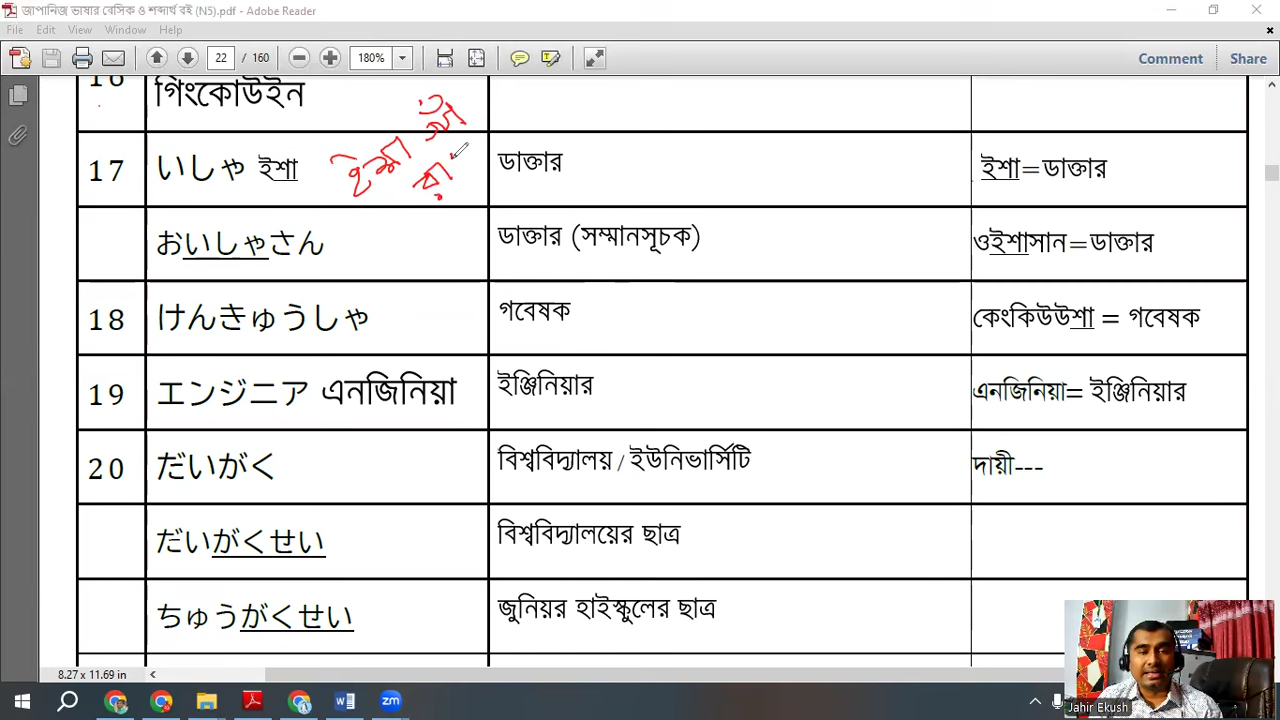 জাপানিজ ভাষার বেসিক ও শব্দার্থ বই (N5).pdf - Adobe Reader
File Edit View Window Help
22 / 160 180% Comment Share
16 গিংকোউইন
17 いしゃ ইশা ডাক্তার ইশা=ডাক্তার
おいしゃさん ডাক্তার (সম্মানসূচক) ওইশাসান=ডাক্তার
18 けんきゅうしゃ গবেষক কেংকিউউশা = গবেষক
19 エンジニア এনজিনিয়া ইঞ্জিনিয়ার এনজিনিয়া= ইঞ্জিনিয়ার
20 だいがく বিশ্ববিদ্যালয় / ইউনিভার্সিটি দায়ী---
だいがくせい বিশ্ববিদ্যালয়ের ছাত্র
ちゅうがくせい জুনিয়র হাইস্কুলের ছাত্র
8.27 x 11.69 in
Jahir Ekush